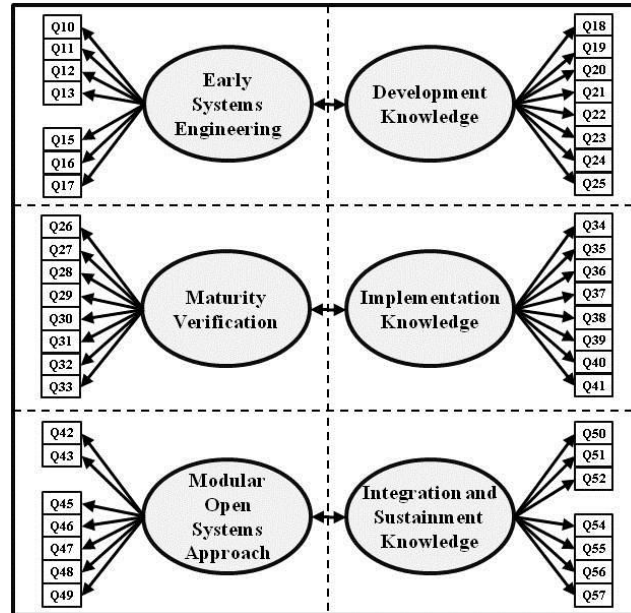 Q10
Q11
Q12
Q13
Q15
Q16
Q17
Early
Systems
Engineering
Development
Knowledge
Q18
Q19
Q20
Q21
Q22
Q23
Q24
Q25
Q26
Q27
Q28
Q29
Q30
Q31
Q32
Q33
Maturity
Verification
Implementation
Knowledge
Q34
Q35
Q36
Q37
Q38
Q39
Q40
Q41
Q42
Q43
Q45
Q46
Q47
Q48
Q49
Modular
Open
Systems
Approach
Integration and
Sustainment
Knowledge
Q50
Q51
Q52
Q54
Q55
Q56
Q57